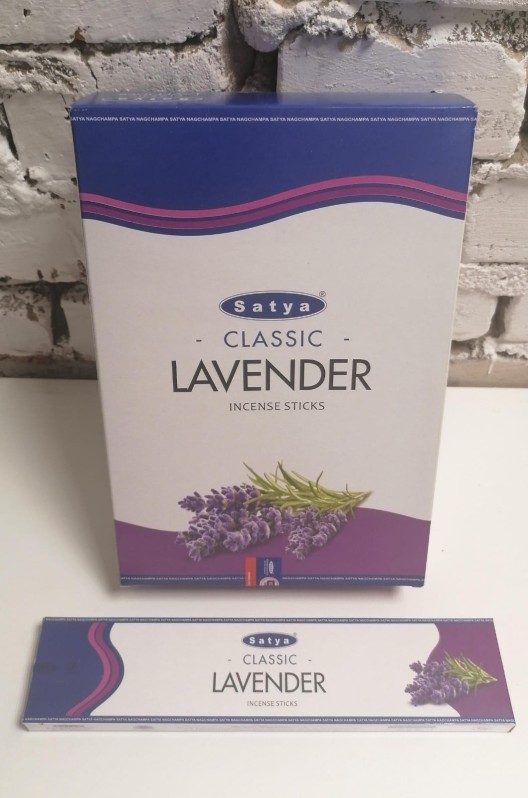 SATYA NAGCHAMPA SATYA NAGCHAMPA SATYA NAGCHAMPA SATYA NAGCHAMPA SATYA NAGCHAMPA SATYA NAGCHAMPA SATYA NAGCHAMPA
Satya®
- CLASSIC -
LAVENDER
INCENSE STICKS
Satya
- CLASSIC -
LAVENDER
INCENSE STICKS